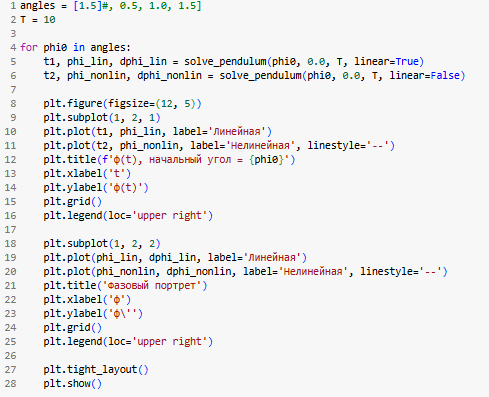 1 angles = [1.5]#, 0.5, 1.0, 1.5]
2 T = 10
3
4 for phi0 in angles:
5     t1, phi_lin, dphi_lin = solve_pendulum(phi0, 0.0, T, linear=True)
6     t2, phi_nonlin, dphi_nonlin = solve_pendulum(phi0, 0.0, T, linear=False)
7
8     plt.figure(figsize=(12, 5))
9     plt.subplot(1, 2, 1)
10     plt.plot(t1, phi_lin, label='Линейная')
11     plt.plot(t2, phi_nonlin, label='Нелинейная', linestyle='--')
12     plt.title(f'ф(t), начальный угол = {phi0}')
13     plt.xlabel('t')
14     plt.ylabel('ф(t)')
15     plt.grid()
16     plt.legend(loc='upper right')
17
18     plt.subplot(1, 2, 2)
19     plt.plot(phi_lin, dphi_lin, label='Линейная')
20     plt.plot(phi_nonlin, dphi_nonlin, label='Нелинейная', linestyle='--')
21     plt.title('Фазовый портрет')
22     plt.xlabel('ф')
23     plt.ylabel('ф\'')
24     plt.grid()
25     plt.legend(loc='upper right')
26
27     plt.tight_layout()
28     plt.show()